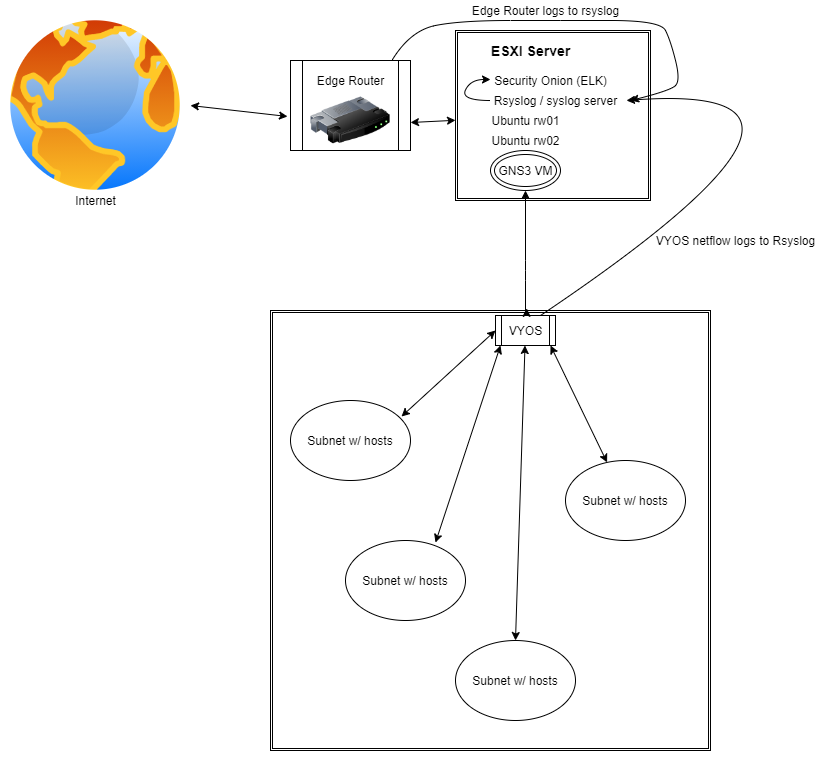 Edge Router logs to rsyslog
ESXI Server
Edge Router
Security Onion (ELK)
Rsyslog / syslog server
Ubuntu rw01
Ubuntu rw02
GNS3 VM
Internet
VYOS netflow logs to Rsyslog
VYOS
Subnet w/ hosts
Subnet w/ hosts
Subnet w/ hosts
Subnet w/ hosts